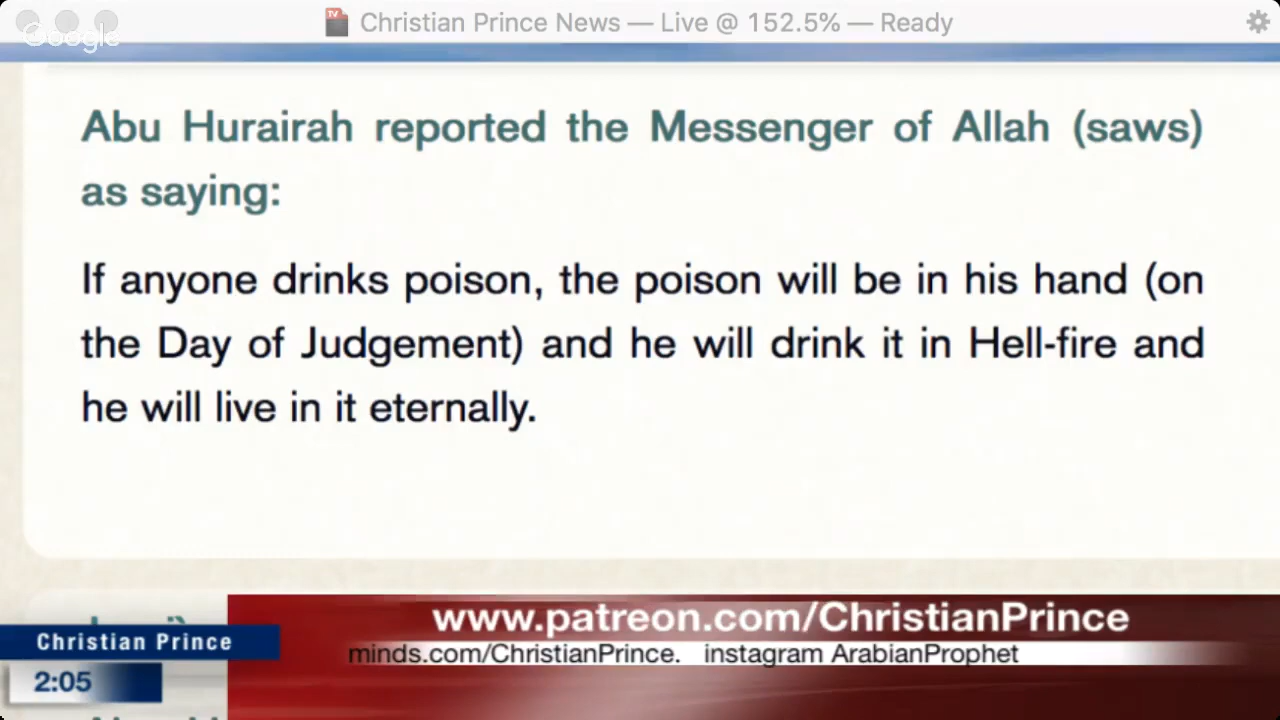 Christian Prince News — Live @ 152.5% — Ready
Google
Abu Hurairah reported the Messenger of Allah (saws)
as saying:
If anyone drinks poison, the poison will be in his hand (on
the Day of Judgement) and he will drink it in Hell-fire and
he will live in it eternally.
www.patreon.com/ChristianPrince
Christian Prince
minds.com/ChristianPrince. instagram ArabianProphet
2:05